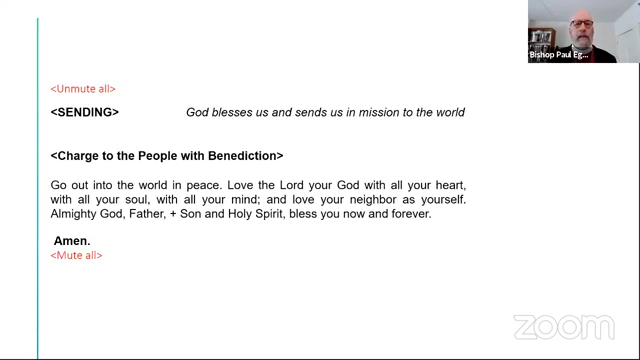 Bishop Paul Eg...
<Unmute all>
<SENDING> God blesses us and sends us in mission to the world
<Charge to the People with Benediction>
Go out into the world in peace. Love the Lord your God with all your heart,
with all your soul, with all your mind; and love your neighbor as yourself.
Almighty God, Father, + Son and Holy Spirit, bless you now and forever.
Amen.
<Mute all>
zoom